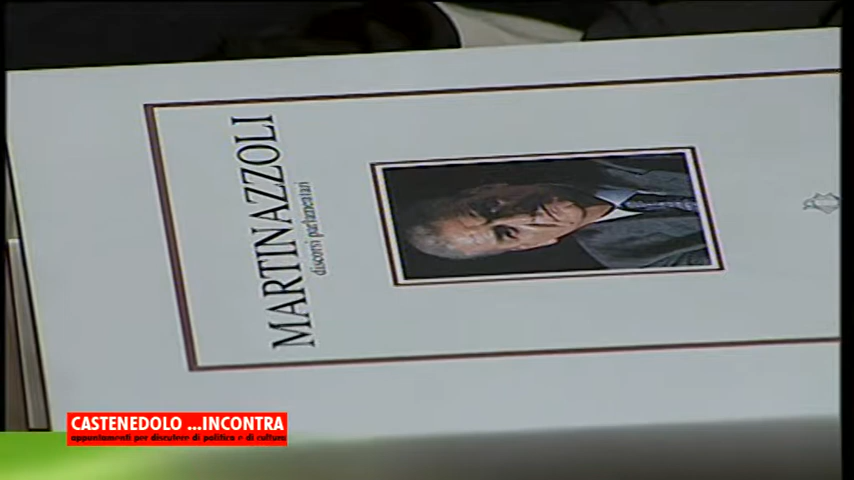 MARTINAZZOLI
discorsi parlamentari
CASTENEDOLO ...INCONTRA
appuntamenti per discutere di politica e di cultura